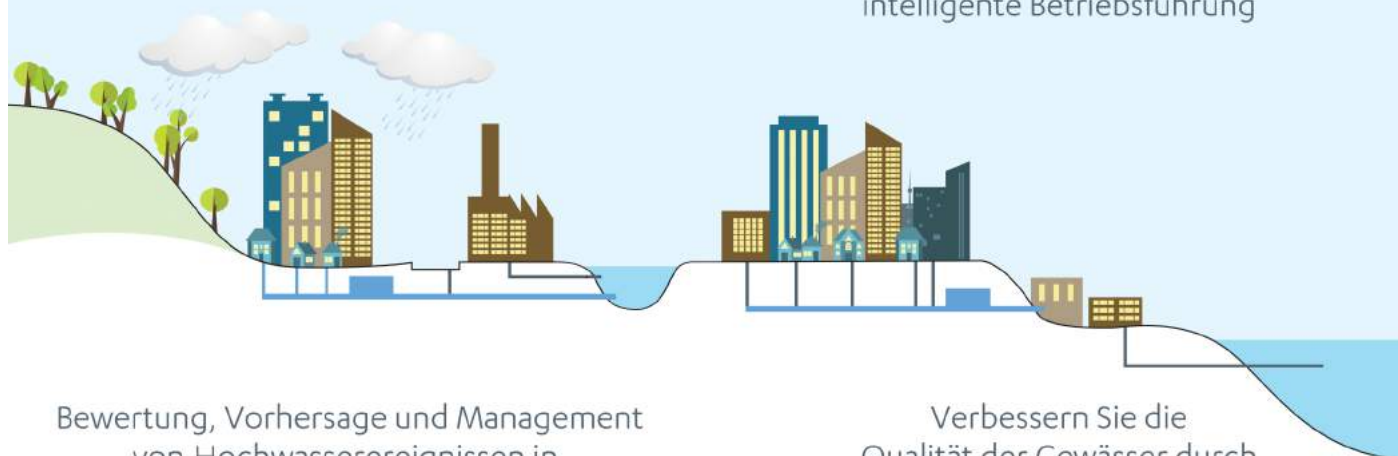 intelligente Betriebsführung
Bewertung, Vorhersage und Management
von Hochwasserereignissen in
Verbessern Sie die
Qualität der Gewässer durch